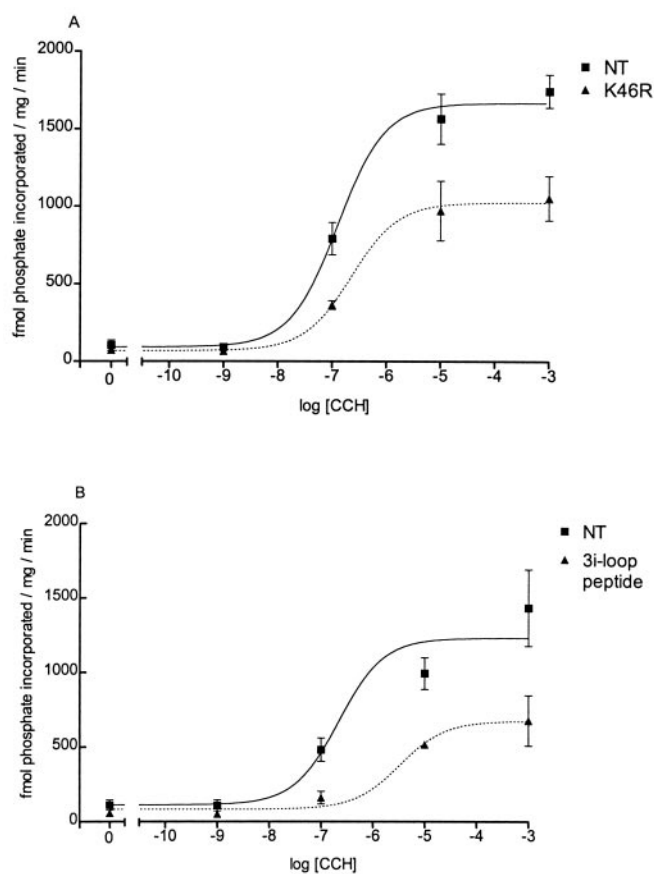 A
2000
1500
1000
500
0
fmol phosphate incorporated / mg / min
NT
K46R
0 -10 -9 -8 -7 -6 -5 -4 -3
log [CCH]
B
2000
1500
1000
500
0
fmol phosphate incorporated / mg / min
NT
3i-loop
peptide
0 -10 -9 -8 -7 -6 -5 -4 -3
log [CCH]